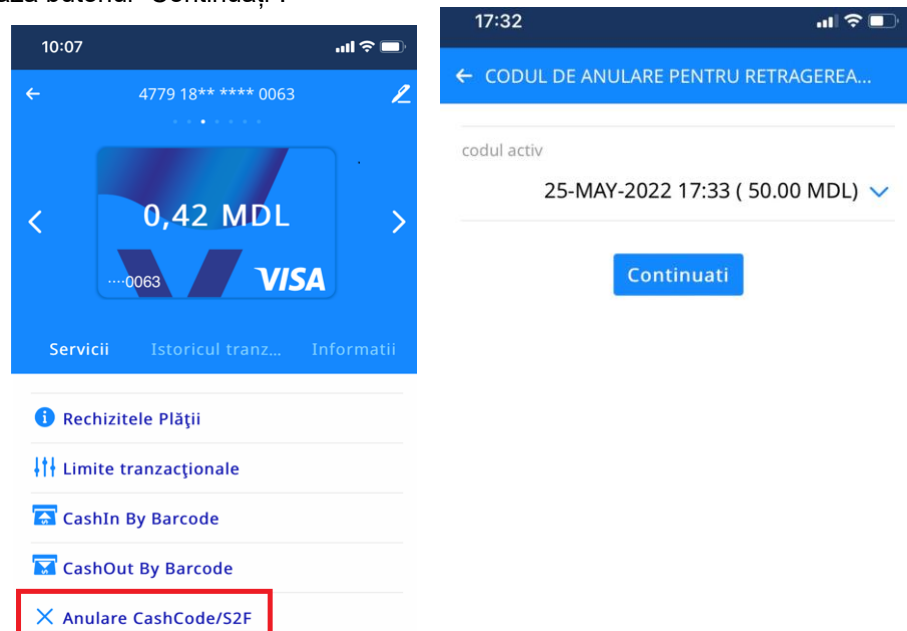 butonul "Continuați".
10:07
4779 18** **** 0063
0,42 MDL
....0063
VISA
Servicii
Istoricul tranz...
Informatii
Rechizitele Plăţii
Limite tranzacţionale
CashIn By Barcode
CashOut By Barcode
Anulare CashCode/S2F
17:32
CODUL DE ANULARE PENTRU RETRAGEREA...
codul activ
25-MAY-2022 17:33 ( 50.00 MDL)
Continuati